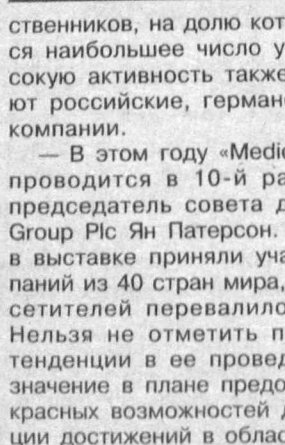 ственников, на долю кот
ся наибольшее число у
сокую активность также
ют российские, герман
компании.
— В этом году «Medic
проводится в 10-й ра
председатель совета д
Group Plc Ян Патерсон.
в выставке приняли уча
паний из 40 стран мира,
сетителей перевалило
Нельзя не отметить п
тенденции в ее провед
значение в плане предо
красных возможностей д
ции достижений в облас